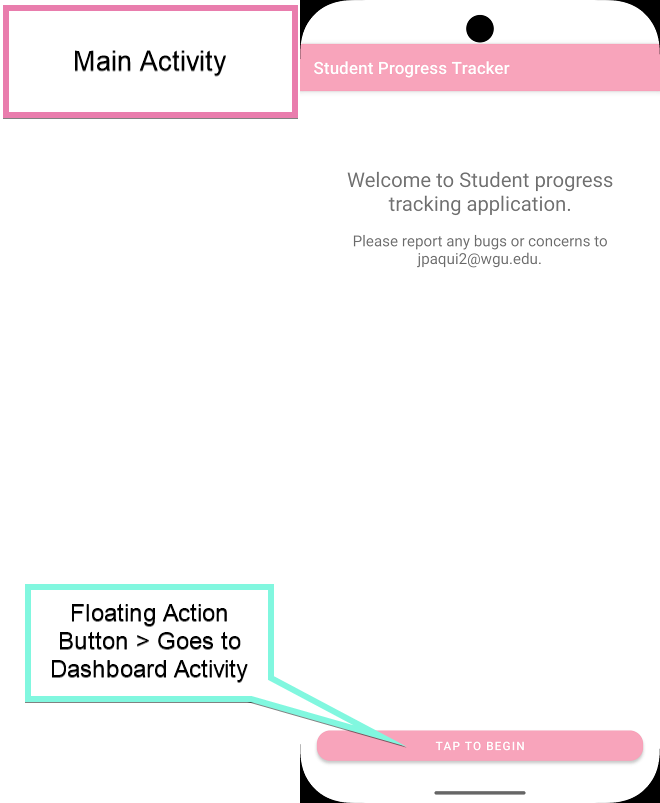 Main Activity
Student Progress Tracker
Welcome to Student progress
tracking application.
Please report any bugs or concerns to
jpaqui2@wgu.edu.
Floating Action
Button > Goes to
Dashboard Activity
TAP TO BEGIN